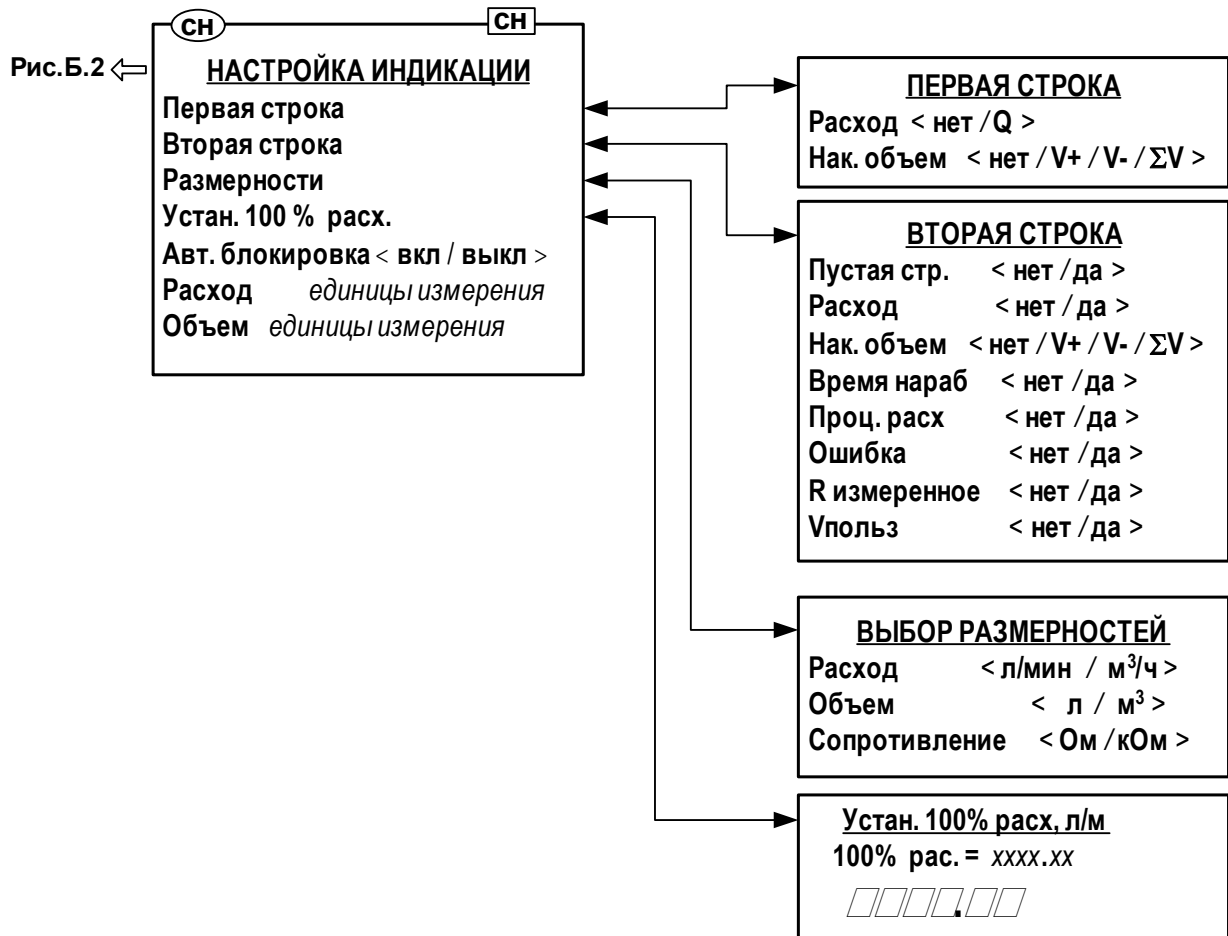 СН
СН
Рис.Б.2
НАСТРОЙКА ИНДИКАЦИИ
Первая строка
Вторая строка
Размерности
Устан. 100 % расх.
Авт. блокировка < вкл / выкл >
Расход единицы измерения
Объем единицы измерения
ПЕРВАЯ СТРОКА
Расход < нет / Q >
Нак. объем < нет / V+ / V- / ΣV >
ВТОРАЯ СТРОКА
Пустая стр. < нет / да >
Расход < нет / да >
Нак. объем < нет / V+ / V- / ΣV >
Время нараб < нет / да >
Проц. расх < нет / да >
Ошибка < нет / да >
R измеренное < нет / да >
Vпольз < нет / да >
ВЫБОР РАЗМЕРНОСТЕЙ
Расход < л/мин / м³/ч >
Объем < л / м³ >
Сопротивление < Ом / кОм >
Устан. 100% расх, л/м
100% рас. = xxxx.xx